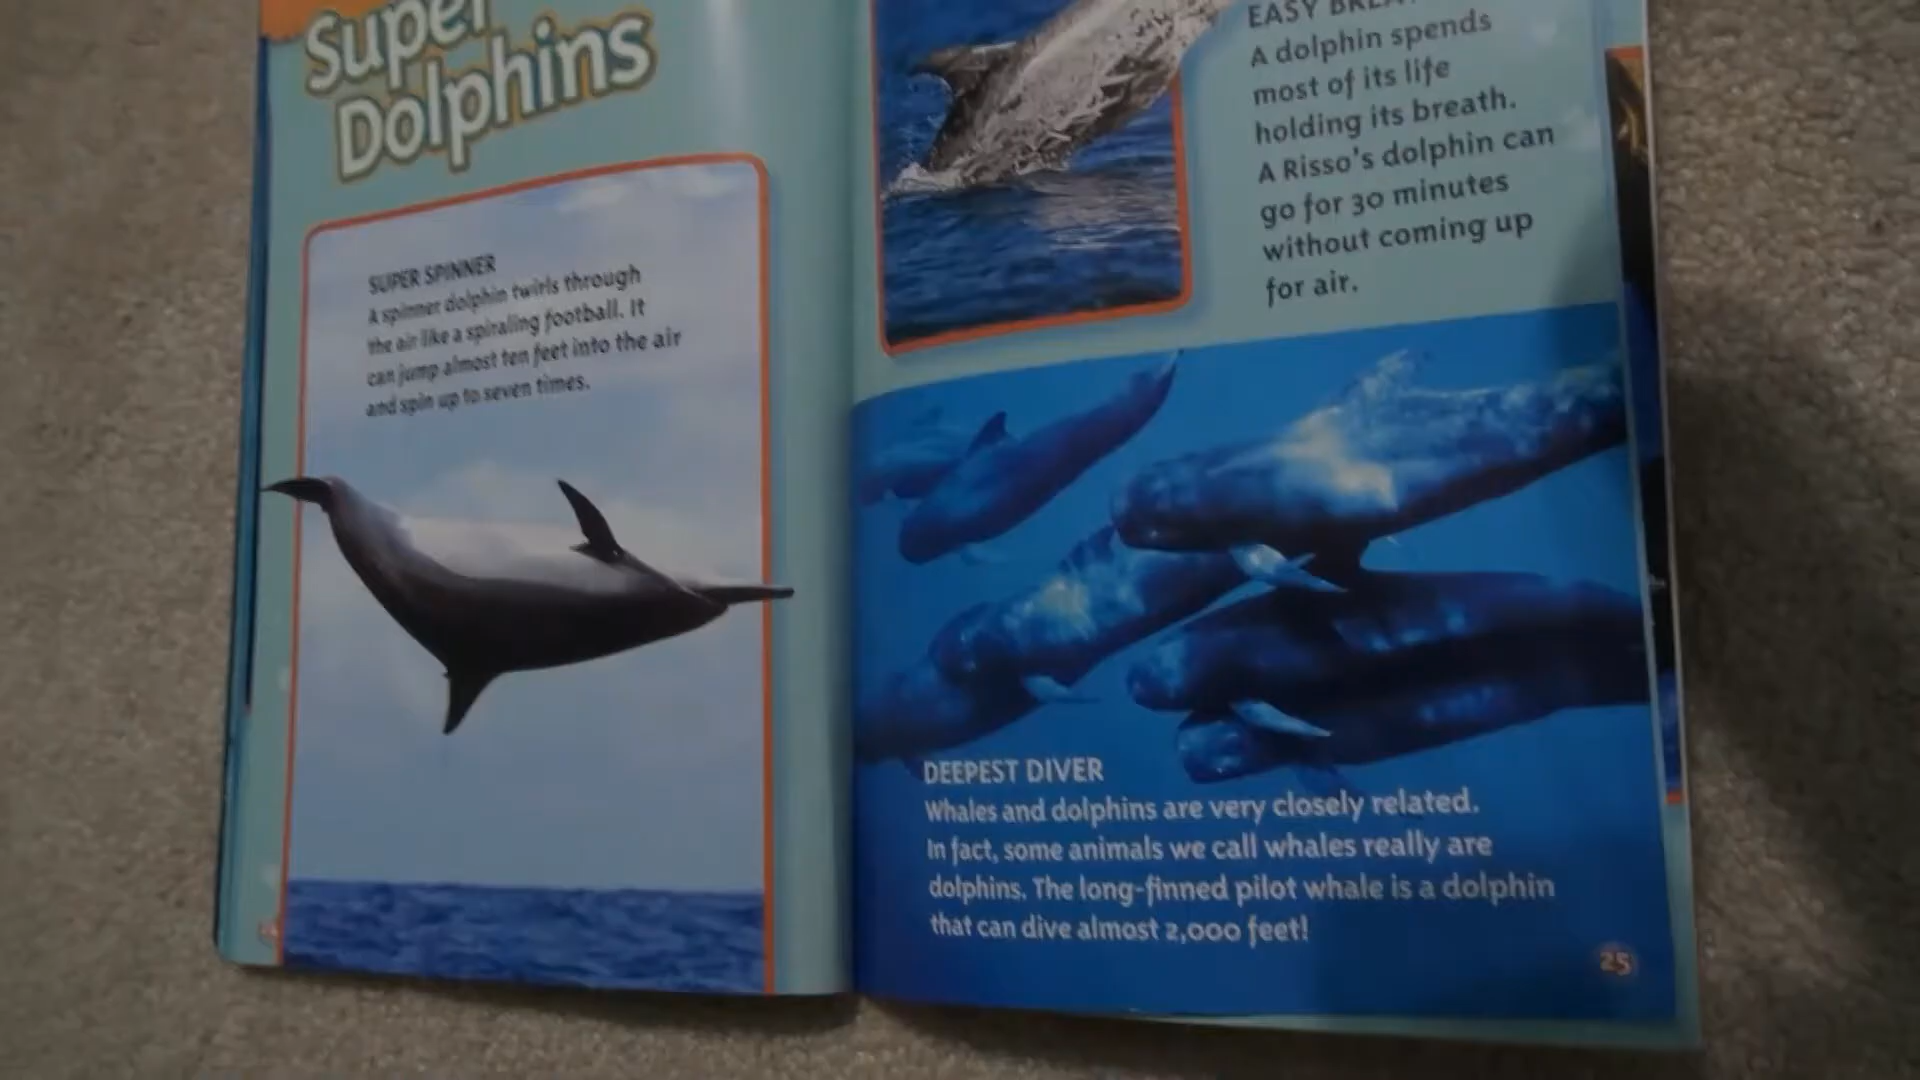 Super
Dolphins
SUPER SPINNER
A spinner dolphin twirls through
the air like a spiraling football. It
can jump almost ten feet into the air
and spin up to seven times.
EASY
A dolphin spends
most of its life
holding its breath.
A Risso's dolphin can
go for 30 minutes
without coming up
for air.
DEEPEST DIVER
Whales and dolphins are very closely related.
In fact, some animals we call whales really are
dolphins. The long-finned pilot whale is a dolphin
that can dive almost 2,000 feet!
25